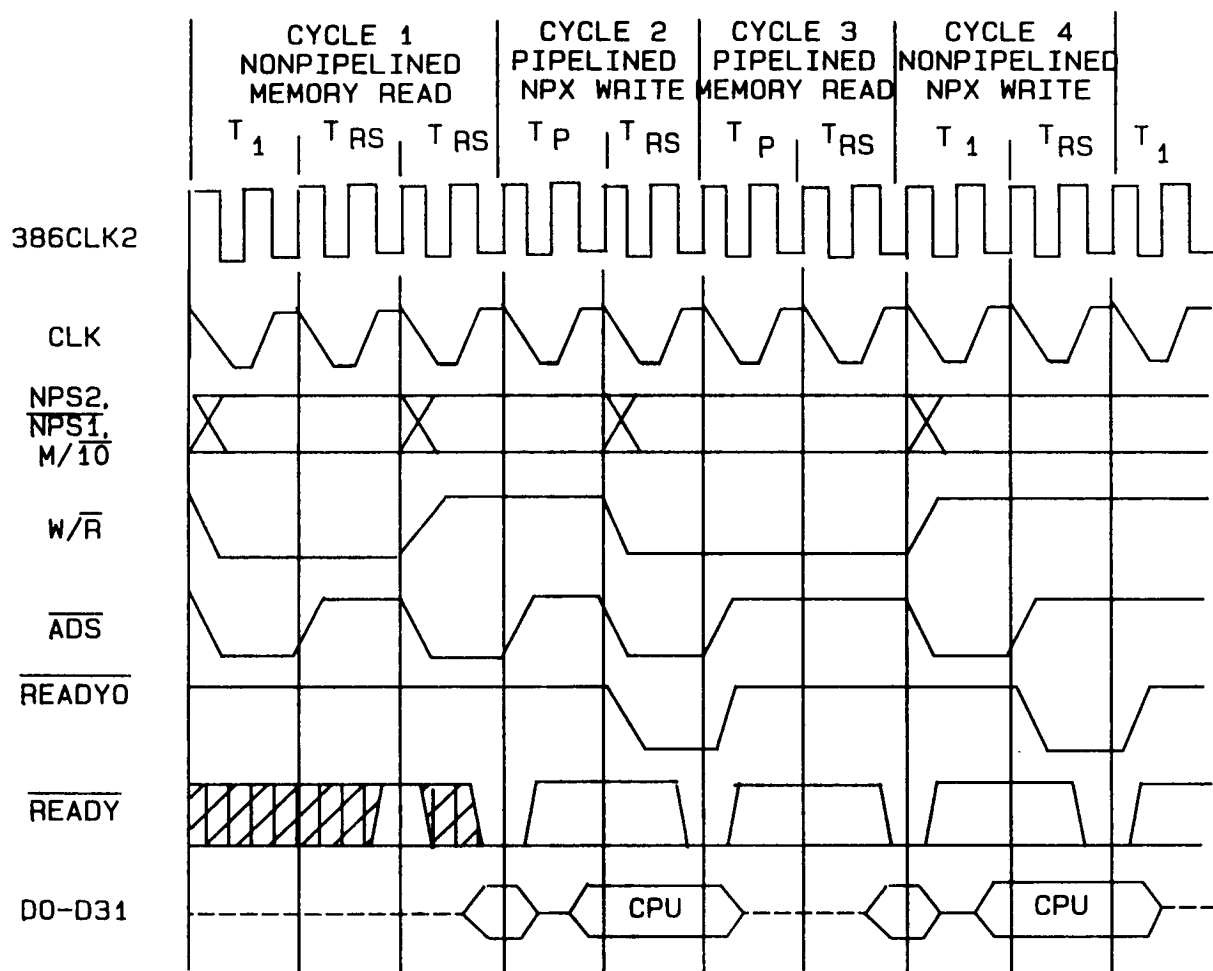 CYCLE 1
NONPIPELINED
MEMORY READ
CYCLE 2
PIPELINED
NPX WRITE
CYCLE 3
PIPELINED
MEMORY READ
CYCLE 4
NONPIPELINED
NPX WRITE
T1 TRS TRS TP TRS TP TRS T1 TRS T1
386CLK2
CLK
NPS2,
NPS1,
M/IO
W/R
ADS
READYO
READY
DO-D31
CPU
CPU